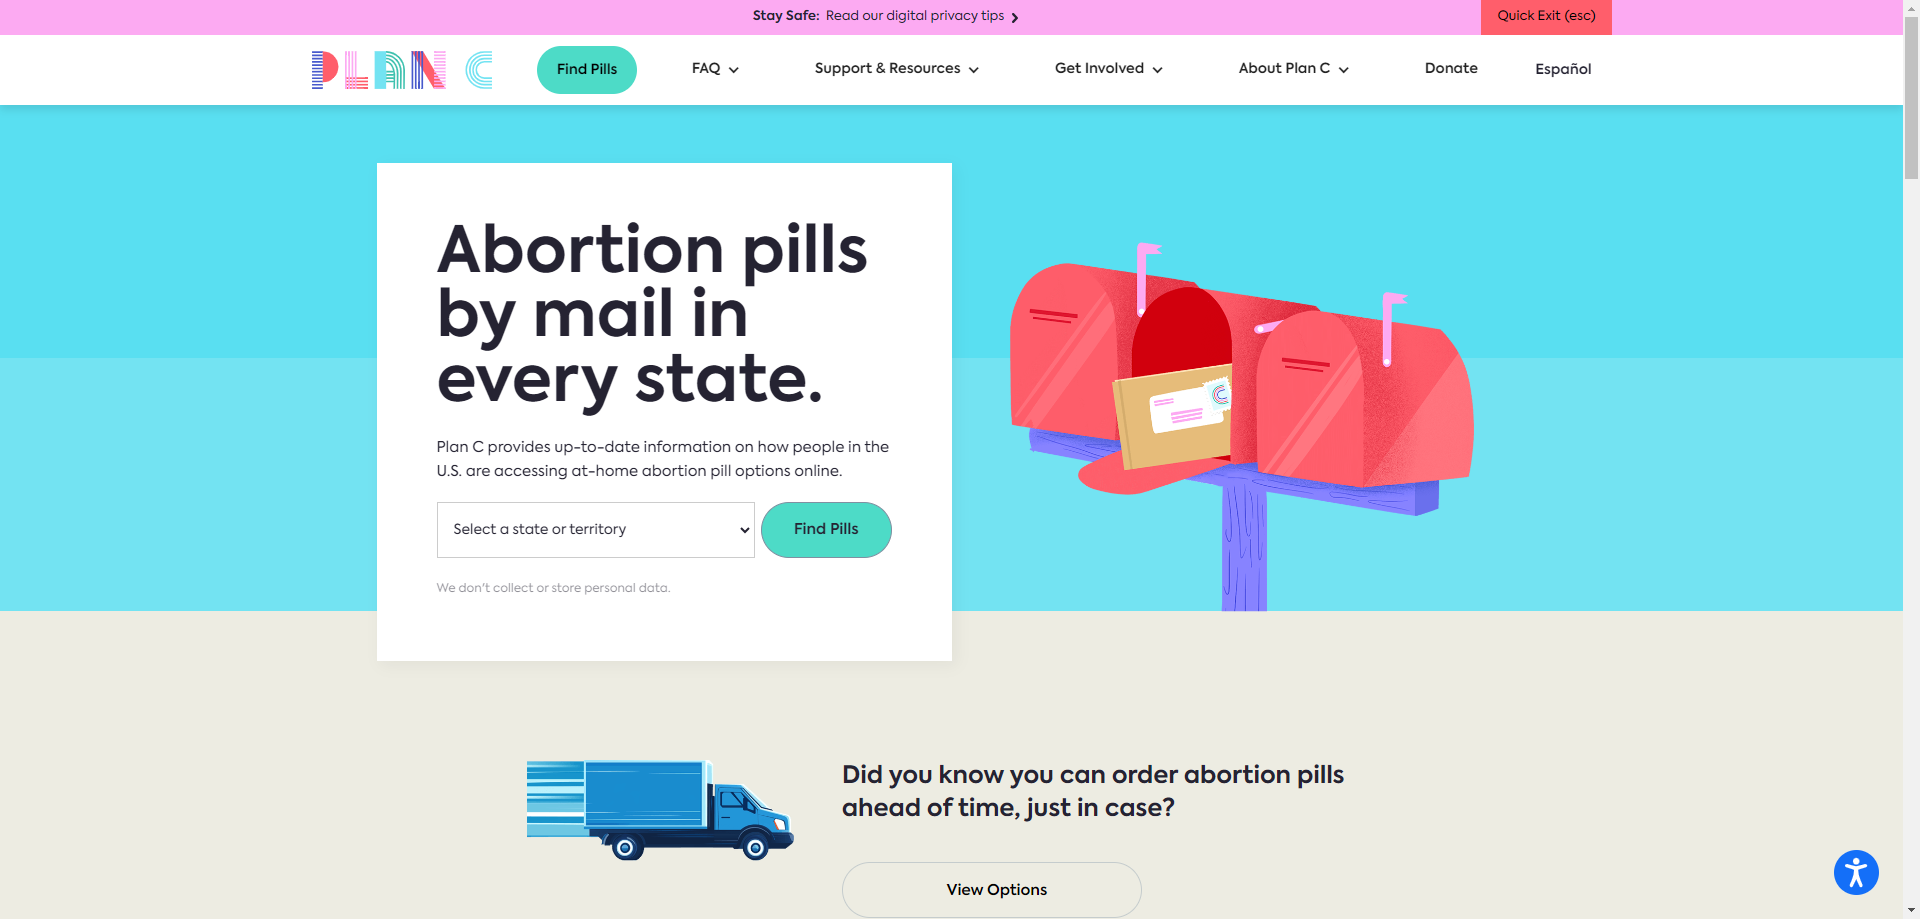 Stay Safe: Read our digital privacy tips
Quick Exit (esc)
PLAN C
Find Pills
FAQ
Support & Resources
Get Involved
About Plan C
Donate
Español
Abortion pills
by mail in
every state.
Plan C provides up-to-date information on how people in the
U.S. are accessing at-home abortion pill options online.
Select a state or territory
Find Pills
We don't collect or store personal data.
C
Did you know you can order abortion pills
ahead of time, just in case?
View Options